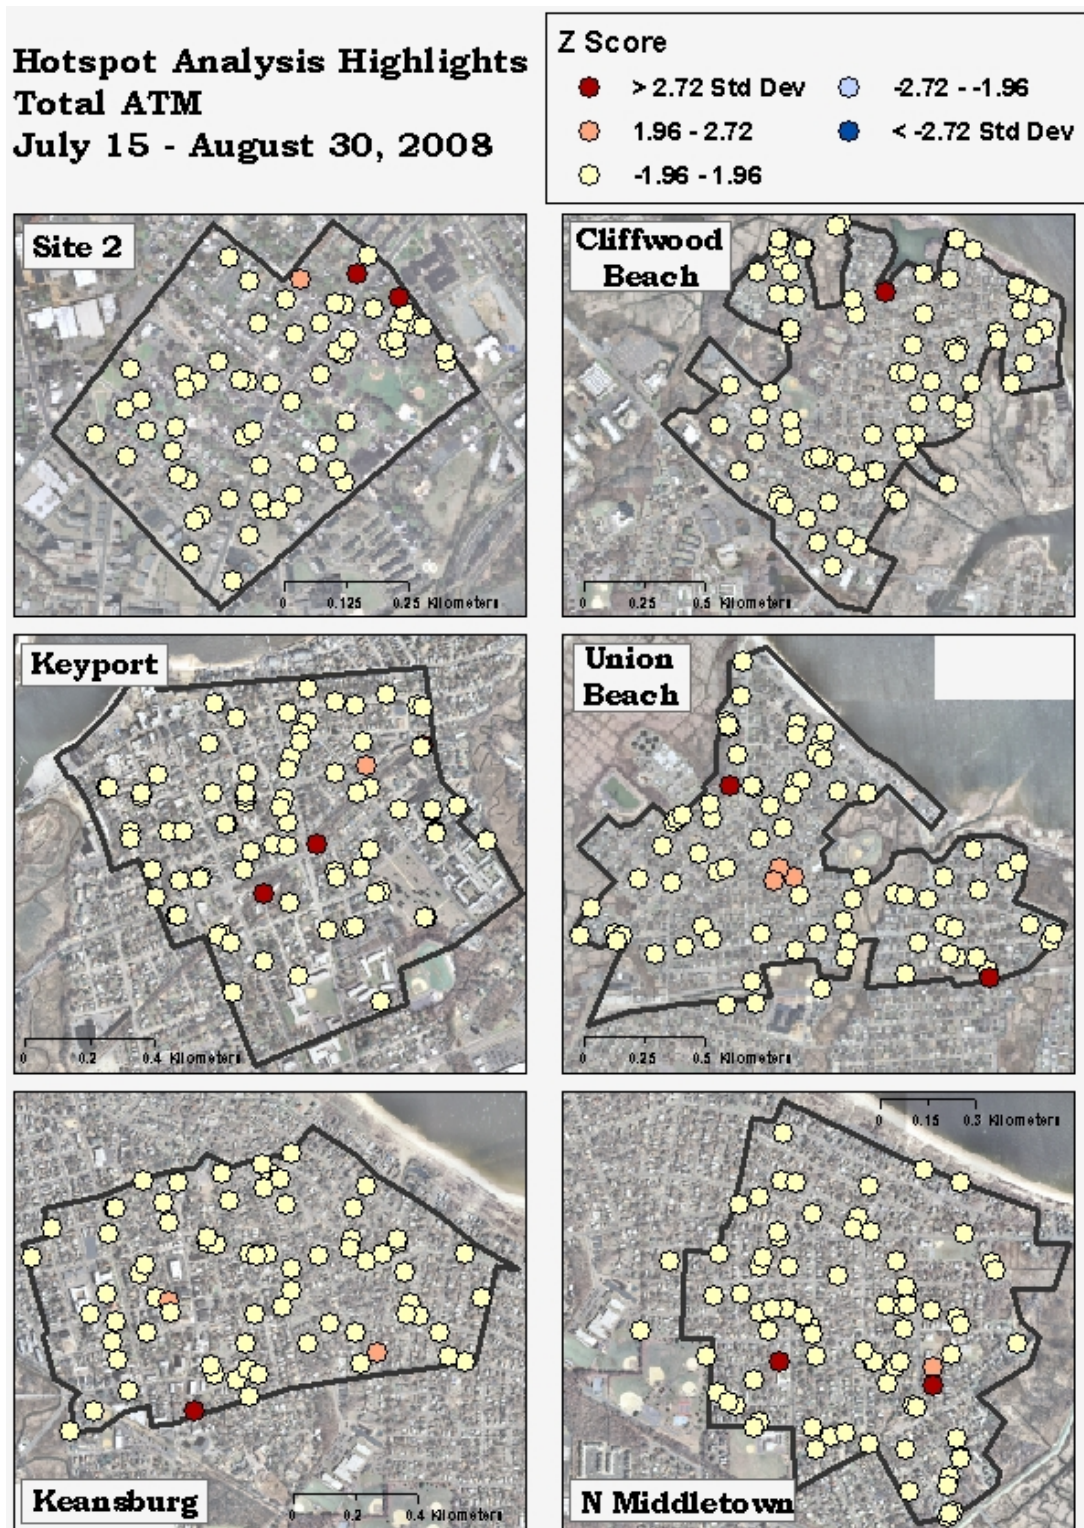 Hotspot Analysis Highlights
Total ATM
July 15 - August 30, 2008
Z Score
> 2.72 Std Dev
1.96 - 2.72
-1.96 - 1.96
-2.72 - -1.96
< -2.72 Std Dev
Site 2
0 0.125 0.25 Kilometers
Cliffwood
Beach
0 0.25 0.5 Kilometers
Keyport
0 0.2 0.4 Kilometers
Union
Beach
0 0.25 0.5 Kilometers
Keansburg
0 0.2 0.4 Kilometers
0 0.15 0.3 Kilometers
N Middletown